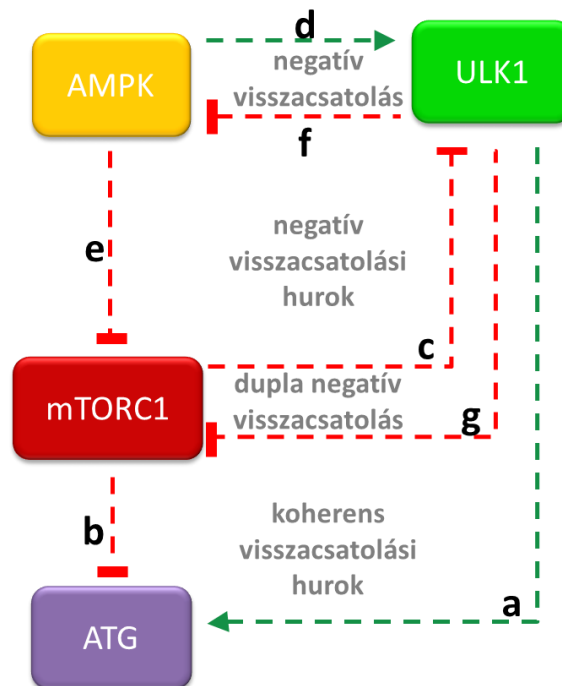 d
AMPK
negatív
visszacsatolás
ULK1
f
e
negatív
visszacsatolási
hurok
c
mTORC1
dupla negatív
visszacsatolás
g
b
koherens
visszacsatolási
hurok
a
ATG